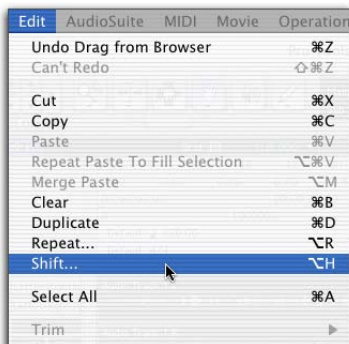 Edit AudioSuite MIDI Movie Operation
Undo Drag from Browser ⌘Z
Can't Redo ⇧⌘Z
Cut ⌘X
Copy ⌘C
Paste ⌘V
Repeat Paste To Fill Selection ⌥⌘V
Merge Paste ⌥M
Clear ⌘B
Duplicate ⌘D
Repeat... ⌥R
Shift... ⌥H
Select All ⌘A
Trim ▶